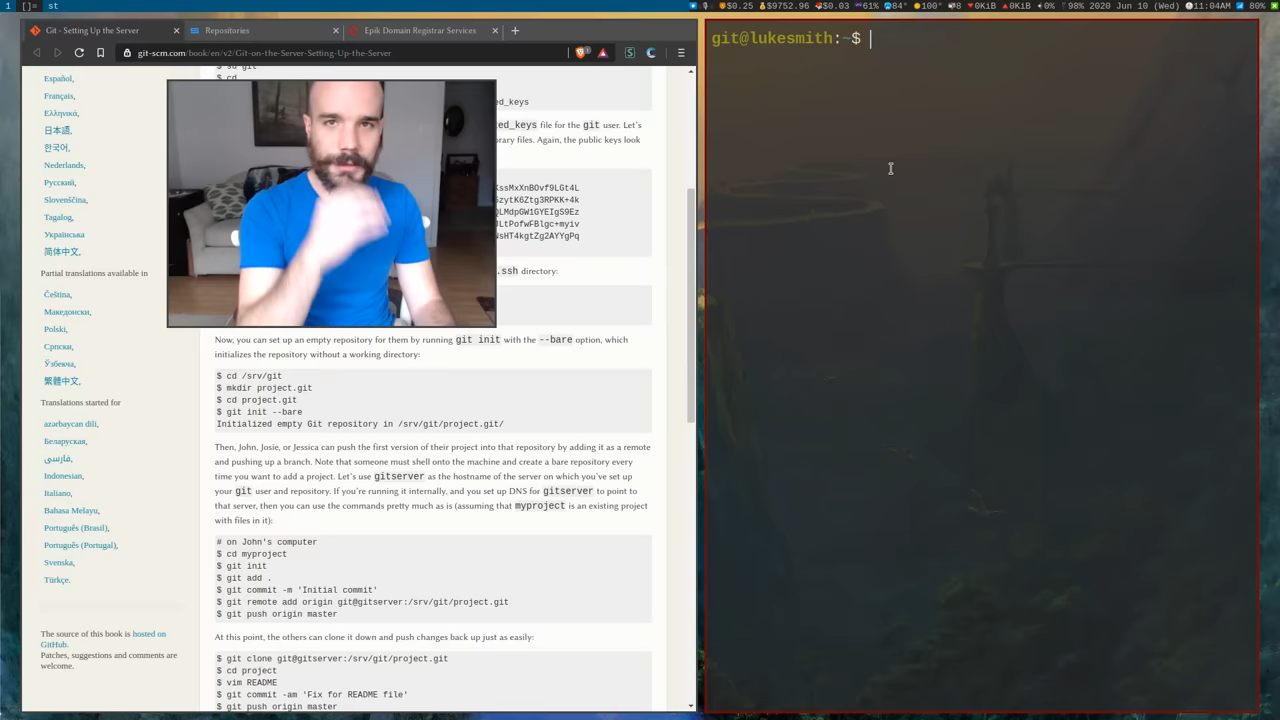 1 []= st $0.25 $9752.96 $0.03 61% 84° 100° 8 0KiB 0KiB 0% 98% 2020 Jun 10 (Wed) 11:04AM 80%
Git - Setting Up the Server Repositories Epik Domain Registrar Services
git-scm.com/book/en/v2/Git-on-the-Server-Setting-Up-the-Server
git@lukesmith:~$
Español,
Français,
Ελληνικά,
日本語,
한국어,
Nederlands,
Русский,
Slovenščina,
Tagalog,
Українська
简体中文,
Partial translations available in
Čeština,
Македонски,
Polski,
Српски,
Ўзбекча,
繁體中文,
Translations started for
azərbaycan dili,
Беларуская,
فارسی,
Indonesian,
Italiano,
Bahasa Melayu,
Português (Brasil),
Português (Portugal),
Svenska,
Türkçe.
The source of this book is hosted on
GitHub.
Patches, suggestions and comments are
welcome.
$ su git
$ cd
ed_keys
ed_keys file for the git user. Let's
rary files. Again, the public keys look
KssMxXnBOvf9LGt4L
GzytK6Ztg3RPKK+4k
QLMdpGW1GYEIgS9Ez
JLtPofwFBlgc+myiv
NsHT4kgtZg2AYYgPq
.ssh directory:
Now, you can set up an empty repository for them by running git init with the --bare option, which
initializes the repository without a working directory:
$ cd /srv/git
$ mkdir project.git
$ cd project.git
$ git init --bare
Initialized empty Git repository in /srv/git/project.git/
Then, John, Josie, or Jessica can push the first version of their project into that repository by adding it as a remote
and pushing up a branch. Note that someone must shell onto the machine and create a bare repository every
time you want to add a project. Let's use gitserver as the hostname of the server on which you've set up
your git user and repository. If you're running it internally, and you set up DNS for gitserver to point to
that server, then you can use the commands pretty much as is (assuming that myproject is an existing project
with files in it):
# on John's computer
$ cd myproject
$ git init
$ git add .
$ git commit -m 'Initial commit'
$ git remote add origin git@gitserver:/srv/git/project.git
$ git push origin master
At this point, the others can clone it down and push changes back up just as easily:
$ git clone git@gitserver:/srv/git/project.git
$ cd project
$ vim README
$ git commit -am 'Fix for README file'
$ git push origin master